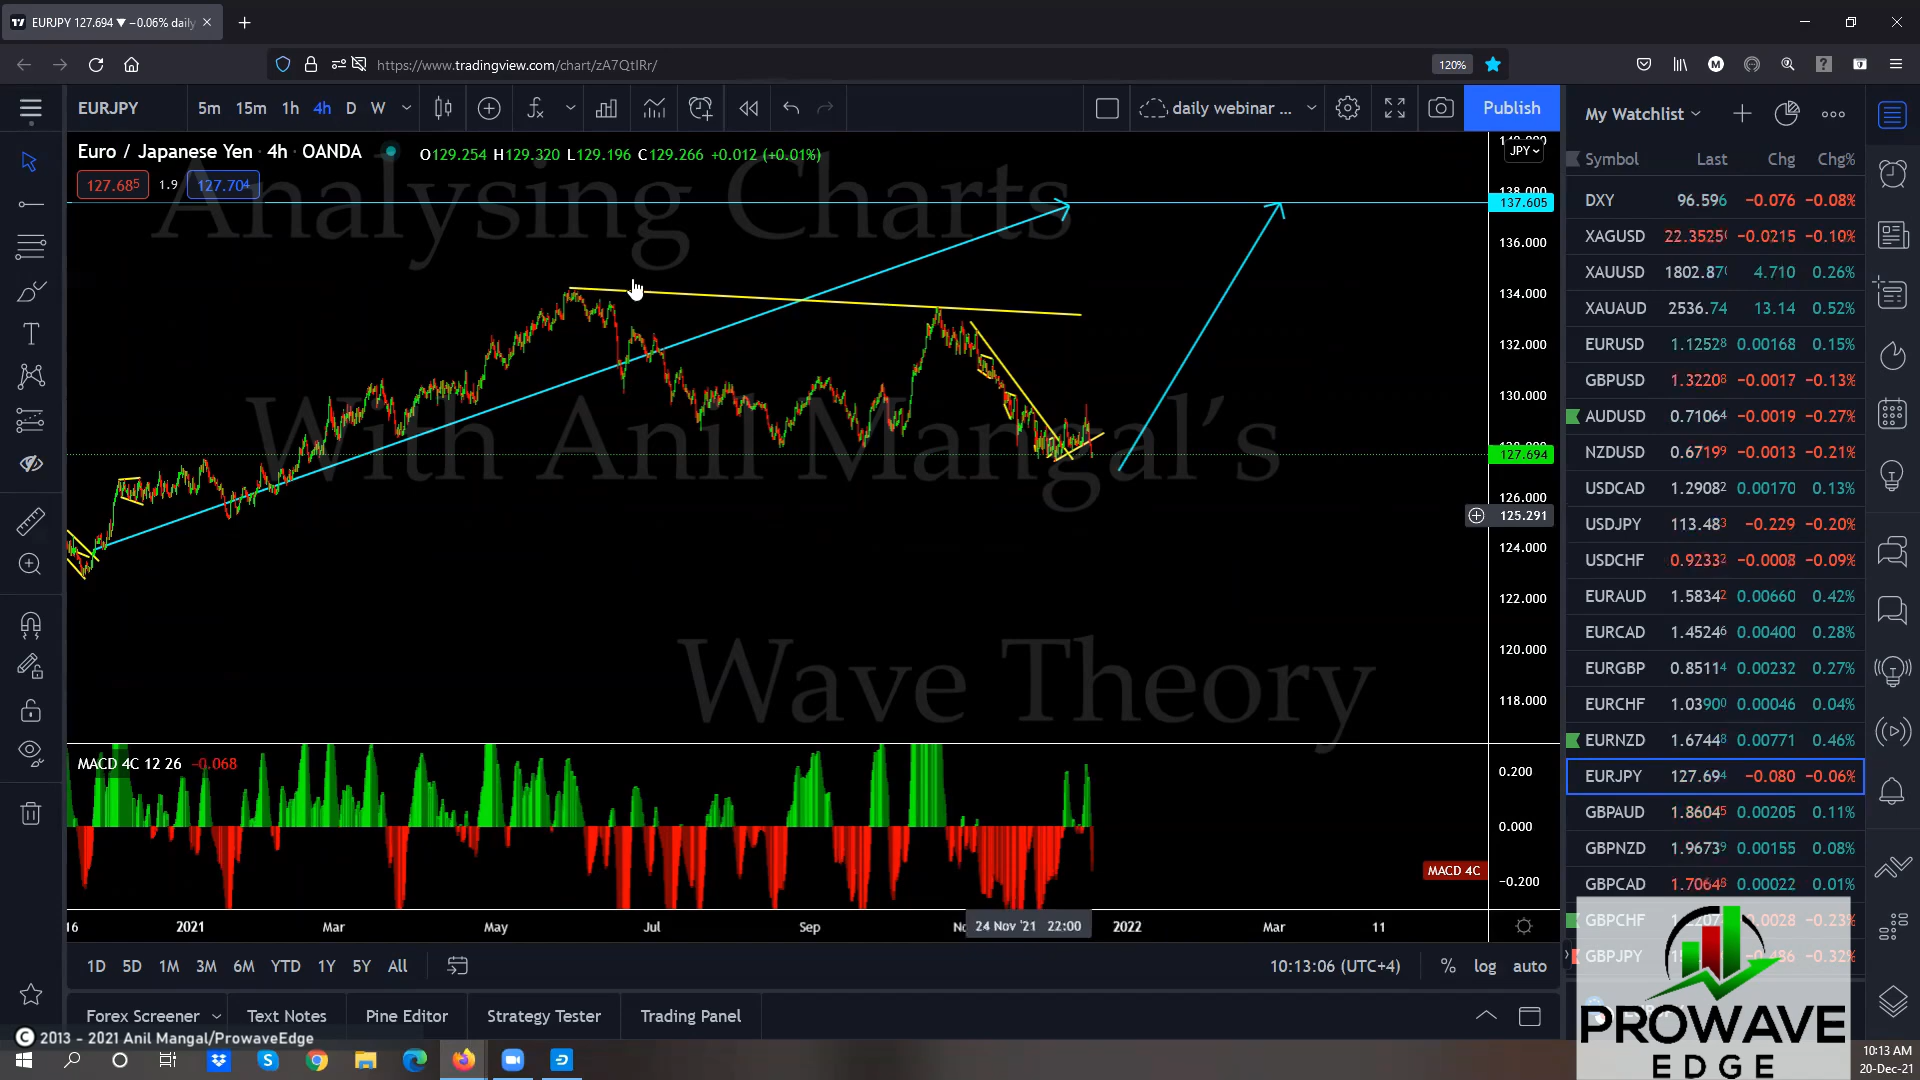 EURJPY 127.694 ▼ −0.06% daily
https://www.tradingview.com/chart/zA7QtIRr/
120%
EURJPY
5m 15m 1h 4h D W
daily webinar ...
Publish
Euro / Japanese Yen · 4h · OANDA
O129.254 H129.320 L129.196 C129.266 +0.012 (+0.01%)
127.685 1.9 127.704
JPY
Analysing Charts
With Anil Mangal's
Wave Theory
138.000
137.605
136.000
134.000
132.000
130.000
127.694
126.000
125.291
124.000
122.000
120.000
118.000
MACD 4C 12 26 −0.068
0.200
0.000
MACD 4C
−0.200
16 2021 Mar May Jul Sep 24 Nov '21 22:00 2022 Mar 11
1D 5D 1M 3M 6M YTD 1Y 5Y All
10:13:06 (UTC+4) % log auto
Forex Screener Text Notes Pine Editor Strategy Tester Trading Panel
© 2013 - 2021 Anil Mangal/ProwaveEdge
My Watchlist
Symbol Last Chg Chg%
DXY 96.596 −0.076 −0.08%
XAGUSD 22.3525 −0.0215 −0.10%
XAUUSD 1802.870 4.710 0.26%
XAUAUD 2536.74 13.14 0.52%
EURUSD 1.12528 0.00168 0.15%
GBPUSD 1.32208 −0.0017 −0.13%
AUDUSD 0.71064 −0.0019 −0.27%
NZDUSD 0.67199 −0.0013 −0.21%
USDCAD 1.29082 0.00170 0.13%
USDJPY 113.483 −0.229 −0.20%
USDCHF 0.92332 −0.0008 −0.09%
EURAUD 1.58342 0.00660 0.42%
EURCAD 1.45246 0.00400 0.28%
EURGBP 0.85114 0.00232 0.27%
EURCHF 1.03900 0.00046 0.04%
EURNZD 1.67448 0.00771 0.46%
EURJPY 127.694 −0.080 −0.06%
GBPAUD 1.86045 0.00205 0.11%
GBPNZD 1.96739 0.00155 0.08%
GBPCAD 1.70648 0.00022 0.01%
GBPCHF −0.23%
GBPJPY −0.32%
PROWAVE
EDGE
10:13 AM
20-Dec-21